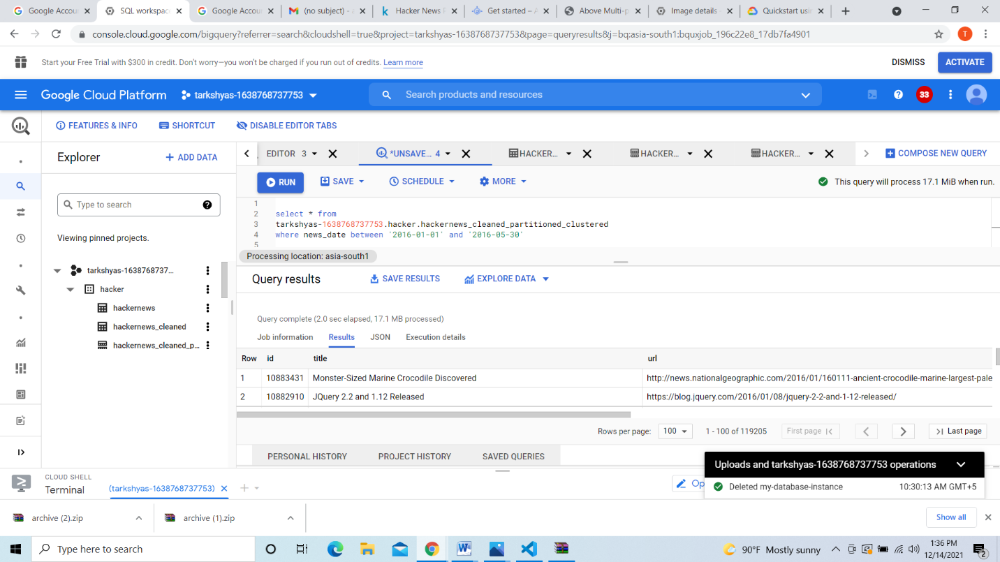 Google Accoun
SQL workspac
Google Accoun
(no subject) - 
Hacker News P
Get started – A
Above Multi-p
Image details -
Quickstart usin
console.cloud.google.com/bigquery?referrer=search&cloudshell=true&project=tarkshyas-1638768737753&page=queryresults&j=bq:asia-south1:bquxjob_196c22e8_17db7fa4901
T
Start your Free Trial with $300 in credit. Don't worry—you won't be charged if you run out of credits. Learn more
DISMISS
ACTIVATE
Google Cloud Platform
tarkshyas-1638768737753
Search products and resources
33
FEATURES & INFO
SHORTCUT
DISABLE EDITOR TABS
Explorer
+ ADD DATA
EDITOR 3
*UNSAVE... 4
HACKER...
HACKER...
HACKER...
COMPOSE NEW QUERY
RUN
SAVE
SCHEDULE
MORE
This query will process 17.1 MiB when run.
Type to search
Viewing pinned projects.
tarkshyas-163876873​7...
hacker
hackernews
hackernews_cleaned
hackernews_cleaned_p...
1
2 select * from
3 tarkshyas-1638768737753.hacker.hackernews_cleaned_partitioned_clustered
4 where news_date between '2016-01-01' and '2016-05-30'
5
Processing location: asia-south1
Query results
SAVE RESULTS
EXPLORE DATA
Query complete (2.0 sec elapsed, 17.1 MB processed)
Job information
Results
JSON
Execution details
Row id title url
1 10883431 Monster-Sized Marine Crocodile Discovered http://news.nationalgeographic.com/2016/01/160111-ancient-crocodile-marine-largest-pale
2 10882910 JQuery 2.2 and 1.12 Released https://blog.jquery.com/2016/01/08/jquery-2-2-and-1-12-released/
Rows per page: 100 1 - 100 of 119205 First page Last page
PERSONAL HISTORY
PROJECT HISTORY
SAVED QUERIES
Uploads and tarkshyas-1638768737753 operations
Deleted my-database-instance 10:30:13 AM GMT+5
CLOUD SHELL
Terminal
(tarkshyas-1638768737753)
Op
archive (2).zip
archive (1).zip
Show all
Type here to search
90°F Mostly sunny
1:36 PM
12/14/2021
2